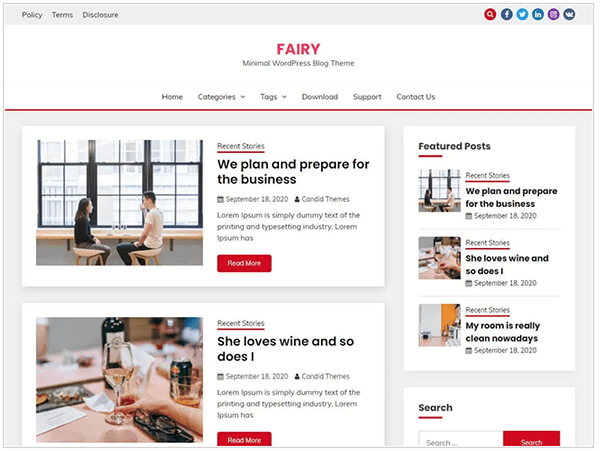 Policy Terms Disclosure
FAIRY
Minimal WordPress Blog Theme
Home Categories Tags Download Support Contact Us
Recent Stories
We plan and prepare for
the business
September 18, 2020 Candid Themes
Lorem Ipsum is simply dummy text of the
printing and typesetting industry. Lorem
Ipsum has
Read More
Recent Stories
She loves wine and so
does I
September 18, 2020 Candid Themes
Lorem Ipsum is simply dummy text of the
printing and typesetting industry. Lorem
Ipsum has
Read More
Featured Posts
Recent Stories
We plan and prepare
for the business
September 18, 2020
Recent Stories
She loves wine and
so does I
September 18, 2020
Recent Stories
My room is really
clean nowadays
September 18, 2020
Search
Search ... Search